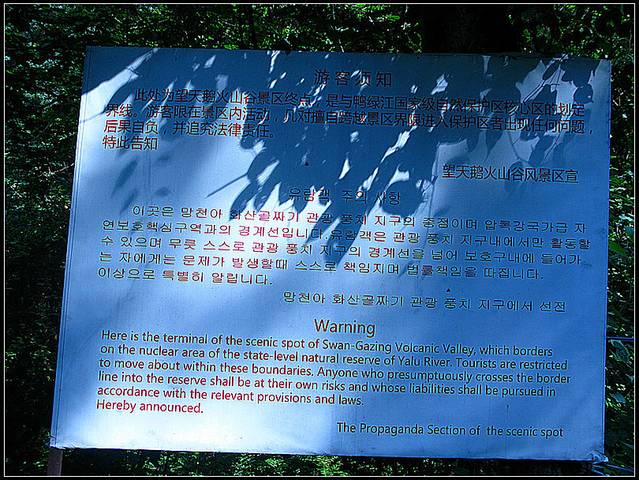 游客须知
此处为望天鹅火山谷景区终点，是与鸭绿江国家级自然保护区核心区的划定
界线。游客限在景区内活动，凡对擅自跨越景区界限进入保护区者出现任何问题，
后果自负，并追究法律责任。
特此告知
望天鹅火山谷风景区宣
유람객 주의 사항
이곳은 망천아 화산골짜기 관광 풍치 지구의 종점이며 압록강국가급 자
연보호핵심구역과의 경계선입니다. 유람객은 관광 풍치 지구내에서만 활동할
수 있으며 무릇 스스로 관광 풍치 지구의 경계선을 넘어 보호구내에 들어가
는 자에게는 문제가 발생할때 스스로 책임지며 법률책임을 따집니다.
이상으로 특별히 알립니다.
망천아 화산골짜기 관광 풍치 지구에서 선전
Warning
Here is the terminal of the scenic spot of Swan-Gazing Volcanic Valley, which borders
on the nuclear area of the state-level natural reserve of Yalu River. Tourists are restricted
to move about within these boundaries. Anyone who presumptuously crosses the border
line into the reserve shall be at their own risks and whose liabilities shall be pursued in
accordance with the relevant provisions and laws.
Hereby announced.
The Propaganda Section of the scenic spot